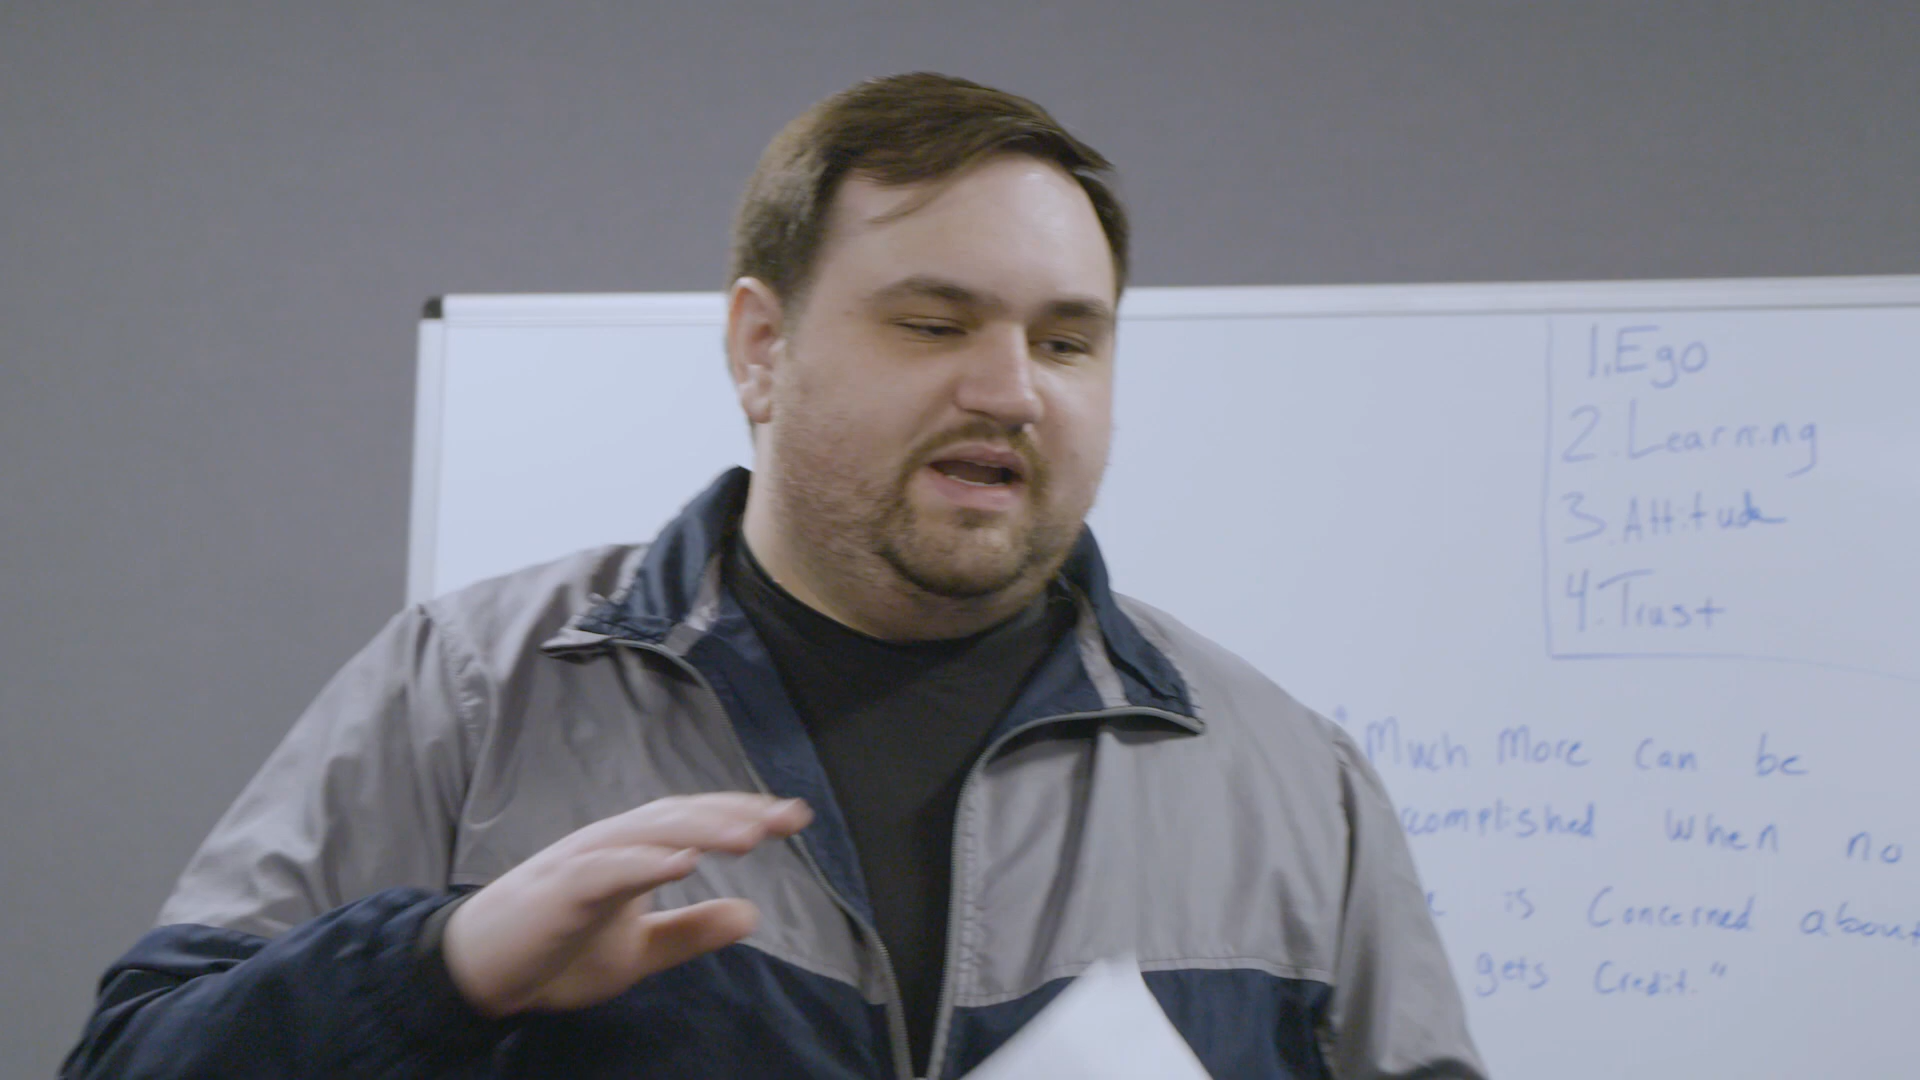 1. Ego
2. Learning
3. Attitude
4. Trust
"Much More can be
ccomplished When no
is Concerned about
gets Credit."